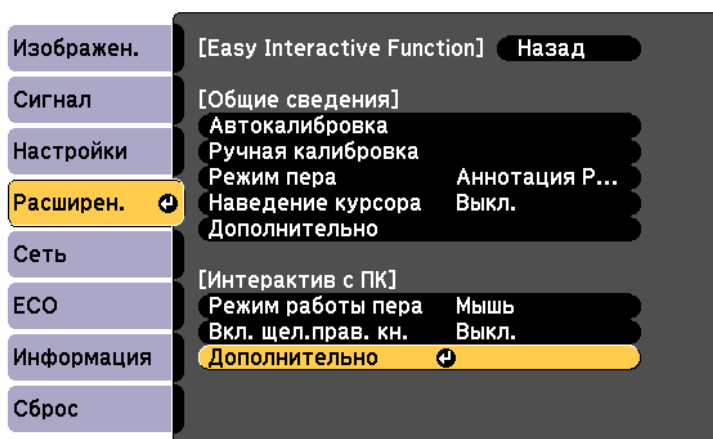 Изображен.
Сигнал
Настройки
Расширен.
Сеть
ECO
Информация
Сброс
[Easy Interactive Function] Назад
[Общие сведения]
Автокалибровка
Ручная калибровка
Режим пера Аннотация P...
Наведение курсора Выкл.
Дополнительно
[Интерактив с ПК]
Режим работы пера Мышь
Вкл. щел.прав. кн. Выкл.
Дополнительно